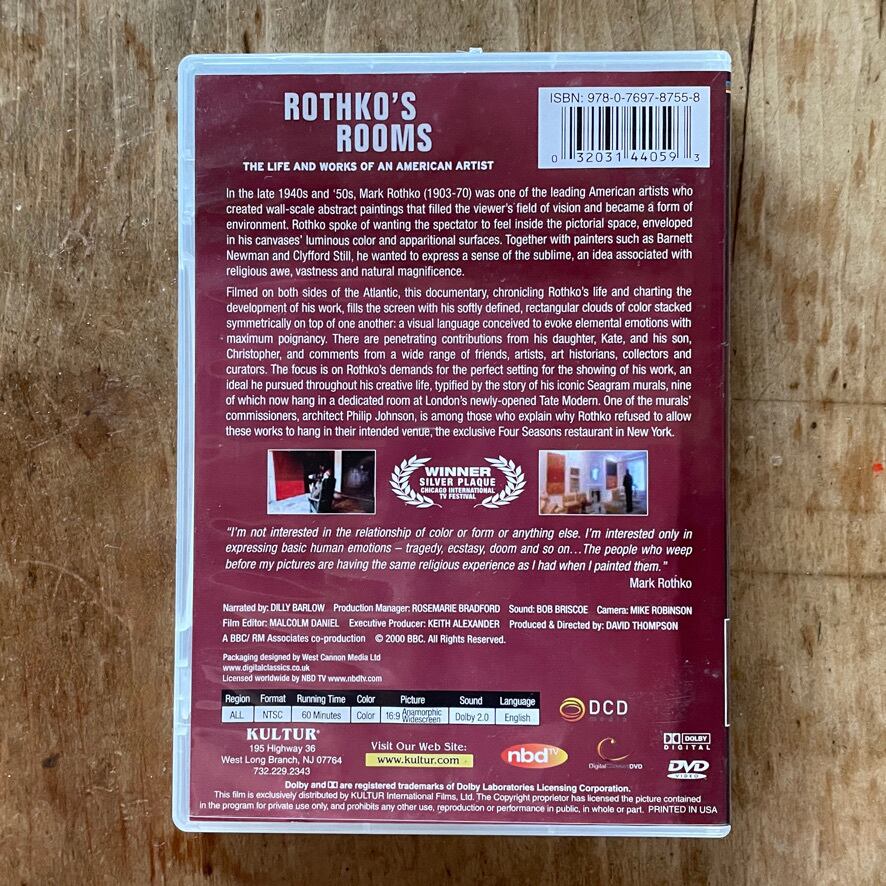 ROTHKO'S
ROOMS
THE LIFE AND WORKS OF AN AMERICAN ARTIST
ISBN: 978-0-7697-8755-8
0 32031 44059 3
In the late 1940s and '50s, Mark Rothko (1903-70) was one of the leading American artists who
created wall-scale abstract paintings that filled the viewer's field of vision and became a form of
environment. Rothko spoke of wanting the spectator to feel inside the pictorial space, enveloped
in his canvases' luminous color and apparitional surfaces. Together with painters such as Barnett
Newman and Clyfford Still, he wanted to express a sense of the sublime, an idea associated with
religious awe, vastness and natural magnificence.
Filmed on both sides of the Atlantic, this documentary, chronicling Rothko's life and charting the
development of his work, fills the screen with his softly defined, rectangular clouds of color stacked
symmetrically on top of one another: a visual language conceived to evoke elemental emotions with
maximum poignancy. There are penetrating contributions from his daughter, Kate, and his son,
Christopher, and comments from a wide range of friends, artists, art historians, collectors and
curators. The focus is on Rothko's demands for the perfect setting for the showing of his work, an
ideal he pursued throughout his creative life, typified by the story of his iconic Seagram murals, nine
of which now hang in a dedicated room at London's newly-opened Tate Modern. One of the murals'
commissioners, architect Philip Johnson, is among those who explain why Rothko refused to allow
these works to hang in their intended venue, the exclusive Four Seasons restaurant in New York.
WINNER
SILVER PLAQUE
CHICAGO INTERNATIONAL
TV FESTIVAL
"I'm not interested in the relationship of color or form or anything else. I'm interested only in
expressing basic human emotions – tragedy, ecstasy, doom and so on...The people who weep
before my pictures are having the same religious experience as I had when I painted them."
Mark Rothko
Narrated by: DILLY BARLOW Production Manager: ROSEMARIE BRADFORD Sound: BOB BRISCOE Camera: MIKE ROBINSON
Film Editor: MALCOLM DANIEL Executive Producer: KEITH ALEXANDER Produced & Directed by: DAVID THOMPSON
A BBC/ RM Associates co-production © 2000 BBC. All Rights Reserved.
Packaging designed by West Cannon Media Ltd
www.digitalclassics.co.uk
Licensed worldwide by NBD TV www.nbdtv.com
Region Format Running Time Color Picture Sound Language
ALL NTSC 60 Minutes Color 16:9 Anamorphic Widescreen Dolby 2.0 English
DCD
media
KULTUR®
195 Highway 36
West Long Branch, NJ 07764
732.229.2343
Visit Our Web Site:
www.kultur.com
nbd TV
Digital Classics DVD
DOLBY
DIGITAL
DVD
VIDEO
Dolby and are registered trademarks of Dolby Laboratories Licensing Corporation.
This film is exclusively distributed by KULTUR International Films, Ltd. The Copyright proprietor has licensed the picture contained
in the program for private use only, and prohibits any other use, reproduction or performance in public, in whole or part. PRINTED IN USA